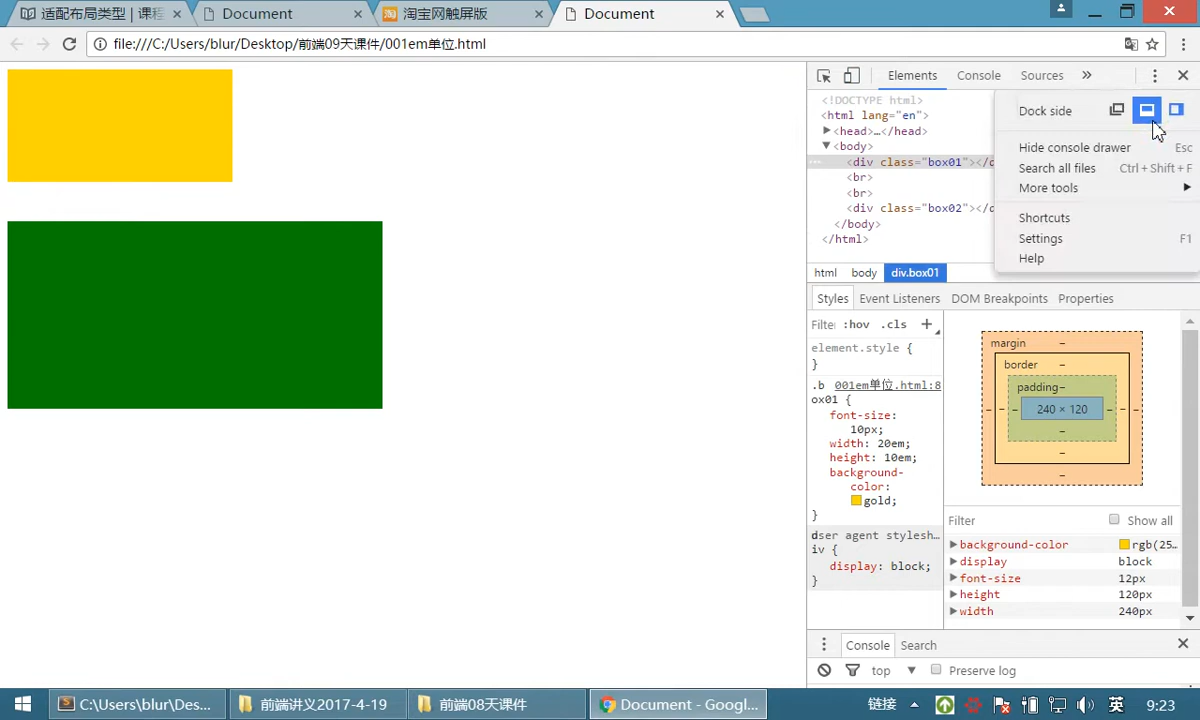 适配布局类型 | 课程
Document
淘宝网触屏版
Document
file:///C:/Users/blur/Desktop/前端09天课件/001em单位.html
Elements
Console
Sources
»
Dock side
Hide console drawer Esc
Search all files Ctrl + Shift + F
More tools
Shortcuts
Settings F1
Help
<!DOCTYPE html>
<html lang="en">
<head>…</head>
<body>
<div class="box01"></d
<br>
<br>
<div class="box02"></d
</body>
</html>
html body div.box01
Styles Event Listeners DOM Breakpoints Properties
Filte :hov .cls +
element.style {
}
.b 001em单位.html:8
ox01 {
font-size:
10px;
width: 20em;
height: 10em;
background-
color:
gold;
}
user agent stylesh…
div {
display: block;
}
margin –
border –
padding–
– – – 240 × 120 – – –
–
–
–
Filter Show all
background-color rgb(25…
display block
font-size 12px
height 120px
width 240px
Console Search
top ▼ Preserve log
C:\Users\blur\Des...
前端讲义2017-4-19
前端08天课件
Document - Googl...
链接
英
9:23